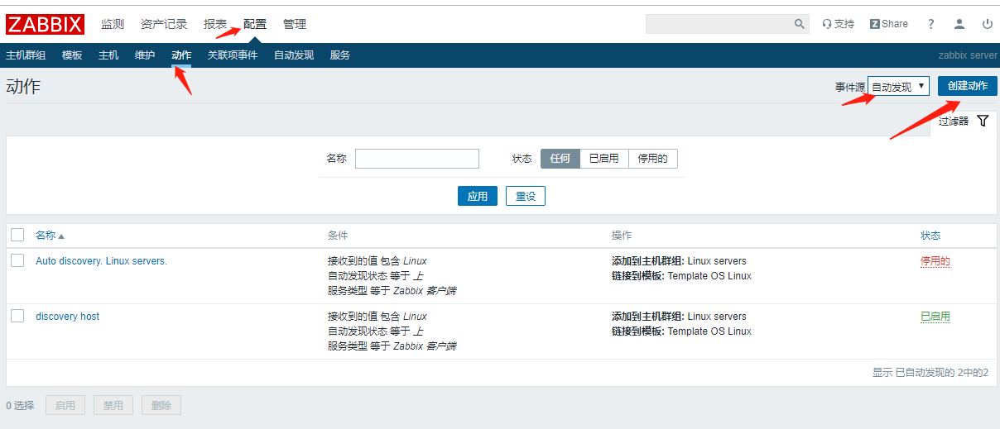 ZABBIX 监测 资产记录 报表 配置 管理 支持 Z Share ?
主机群组 模板 主机 维护 动作 关联项事件 自动发现 服务 zabbix server
动作 事件源 自动发现 ▼ 创建动作
过滤器
名称 状态 任何 已启用 停用的
应用 重设
名称 ▲ 条件 操作 状态
Auto discovery. Linux servers. 接收到的值 包含 Linux 添加到主机群组: Linux servers 停用的
自动发现状态 等于 上 链接到模板: Template OS Linux
服务类型 等于 Zabbix 客户端
discovery host 接收到的值 包含 Linux 添加到主机群组: Linux servers 已启用
自动发现状态 等于 上 链接到模板: Template OS Linux
服务类型 等于 Zabbix 客户端
显示 已自动发现的 2中的2
0 选择 启用 禁用 删除